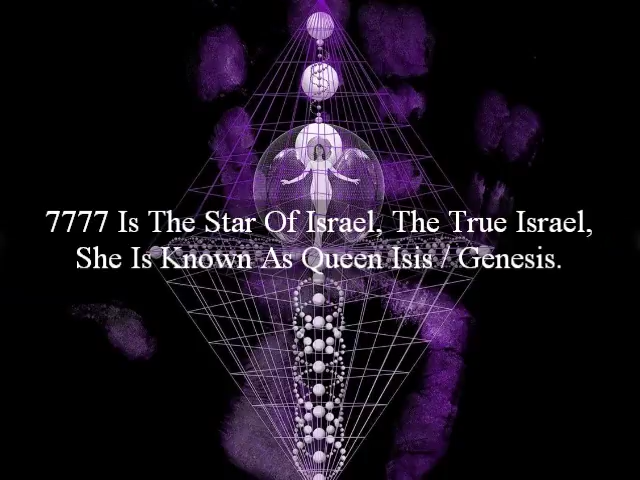 7777 Is The Star Of Israel, The True Israel,
She Is Known As Queen Isis / Genesis.